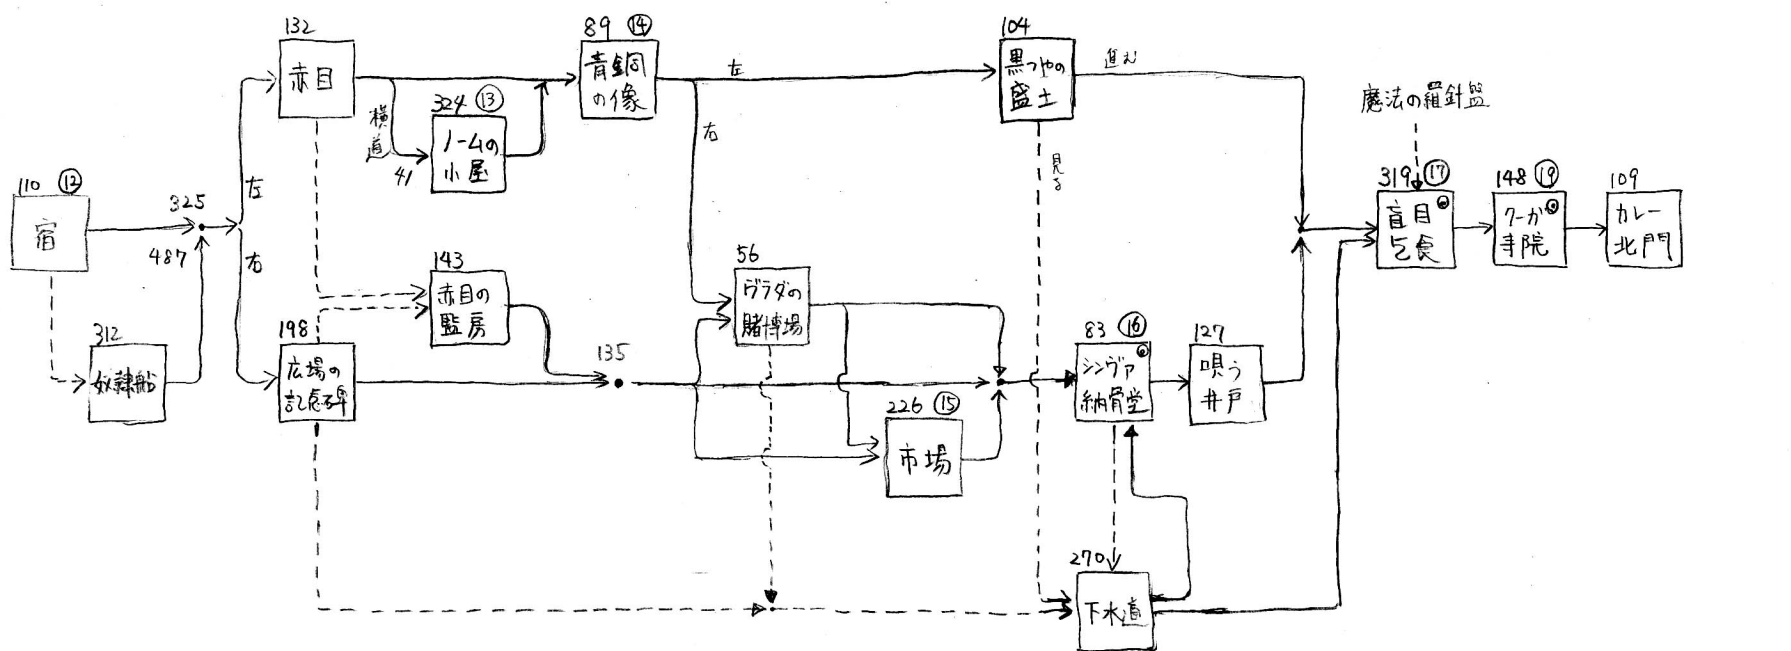 132
赤目
横道
41
324 ⑬
ノームの
小屋
89 ⑭
青銅
の像
左
右
104
黒つやの
盛土
進む
見る
魔法の羅針盤
110 ⑫
宿
325
487
左
右
312
奴隷船
198
広場の
記念碑
143
赤目の
監房
135
56
ヴラダの
賭博場
226 ⑮
市場
83 ⑯
シンヴァ
納骨堂
127
唄う
井戸
270
下水道
319 ⑰
盲目
乞食
148 ⑲
クーガ
寺院
109
カレー
北門